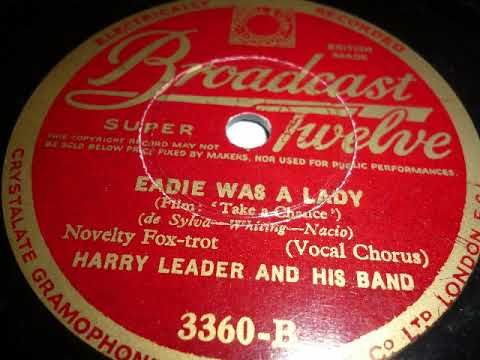 ELECTRICALLY RECORDED
BRITISH
MADE
Broadcast
SUPER Twelve
THIS COPYRIGHT RECORD MAY NOT
BE SOLD BELOW PRICE FIXED BY MAKERS, NOR USED FOR PUBLIC PERFORMANCES.
EADIE WAS A LADY
(Film: 'Take a Chance')
(de Sylva—Whiting—Nacio)
Novelty Fox-trot (Vocal Chorus)
HARRY LEADER AND HIS BAND
3360-B
CRYSTALATE GRAMOPHONE
Co LTD. LONDON